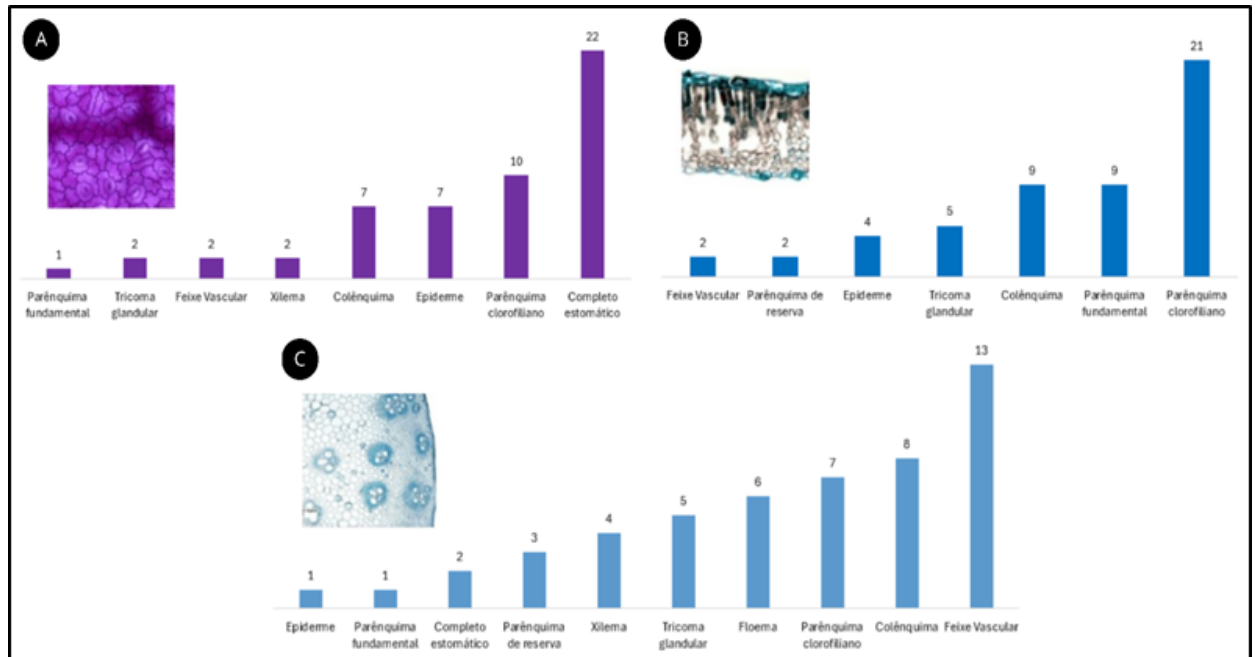 A
22
10
7
7
2
2
2
1
Parênquima
fundamental
Tricoma
glandular
Feixe Vascular
Xilema
Colênquima
Epiderme
Parênquima
clorofiliano
Completo
estomático
B
21
9
9
5
4
2
2
Feixe Vascular
Parênquima de
reserva
Epiderme
Tricoma
glandular
Colênquima
Parênquima
fundamental
Parênquima
clorofiliano
C
13
8
7
6
5
4
3
2
1
1
Epiderme
Parênquima
fundamental
Completo
estomático
Parênquima
de reserva
Xilema
Tricoma
glandular
Floema
Parênquima
clorofiliano
Colênquima
Feixe Vascular